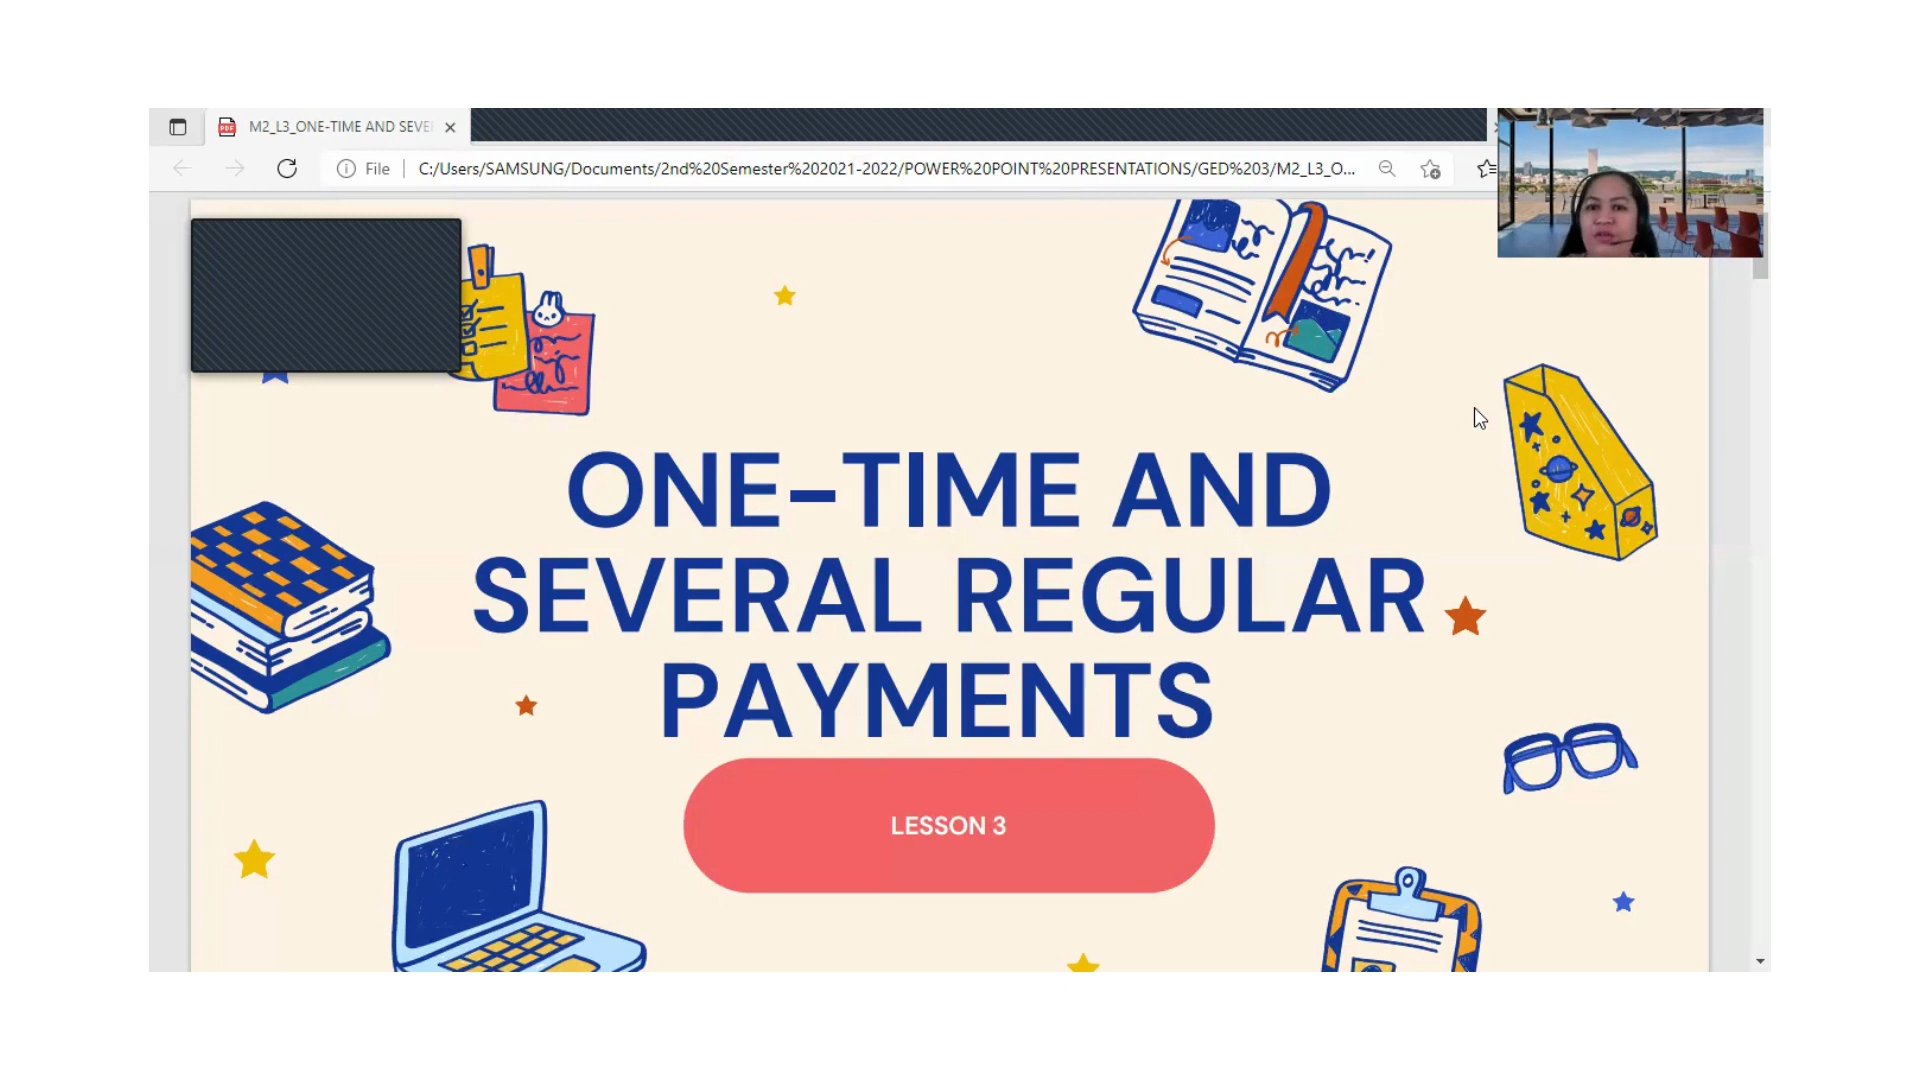 M2_L3_ONE-TIME AND SEVE
File
C:/Users/SAMSUNG/Documents/2nd%20Semester%202021-2022/POWER%20POINT%20PRESENTATIONS/GED%203/M2_L3_O...
ONE-TIME AND
SEVERAL REGULAR
PAYMENTS
LESSON 3